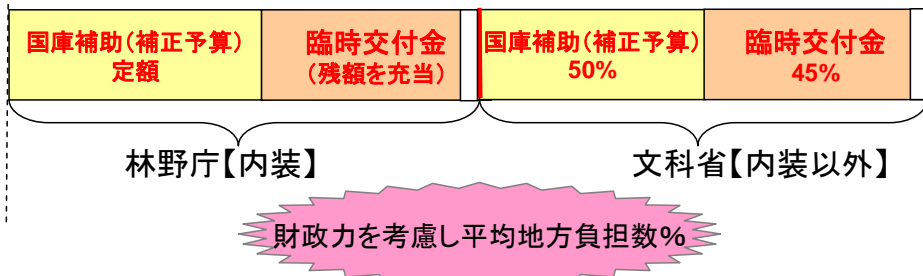 国庫補助(補正予算)
定額
臨時交付金
(残額を充当)
国庫補助(補正予算)
50%
臨時交付金
45%
林野庁【内装】
文科省【内装以外】
財政力を考慮し平均地方負担数%